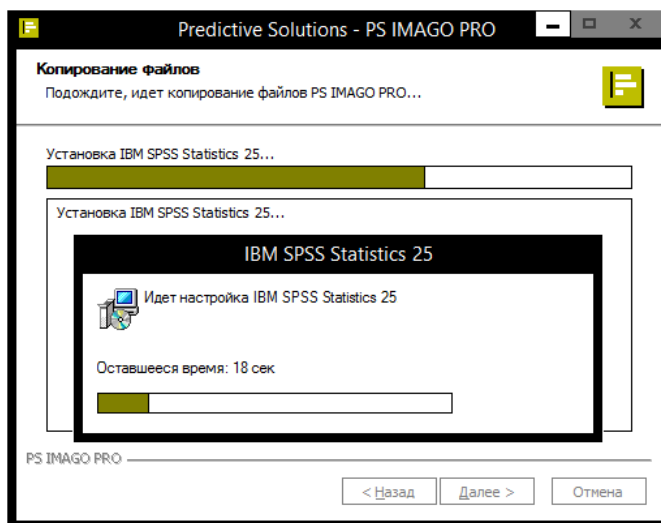 Predictive Solutions - PS IMAGO PRO
Копирование файлов
Подождите, идет копирование файлов PS IMAGO PRO...
Установка IBM SPSS Statistics 25...
Установка IBM SPSS Statistics 25...
IBM SPSS Statistics 25
Идет настройка IBM SPSS Statistics 25
Оставшееся время: 18 сек
PS IMAGO PRO
< Назад Далее > Отмена